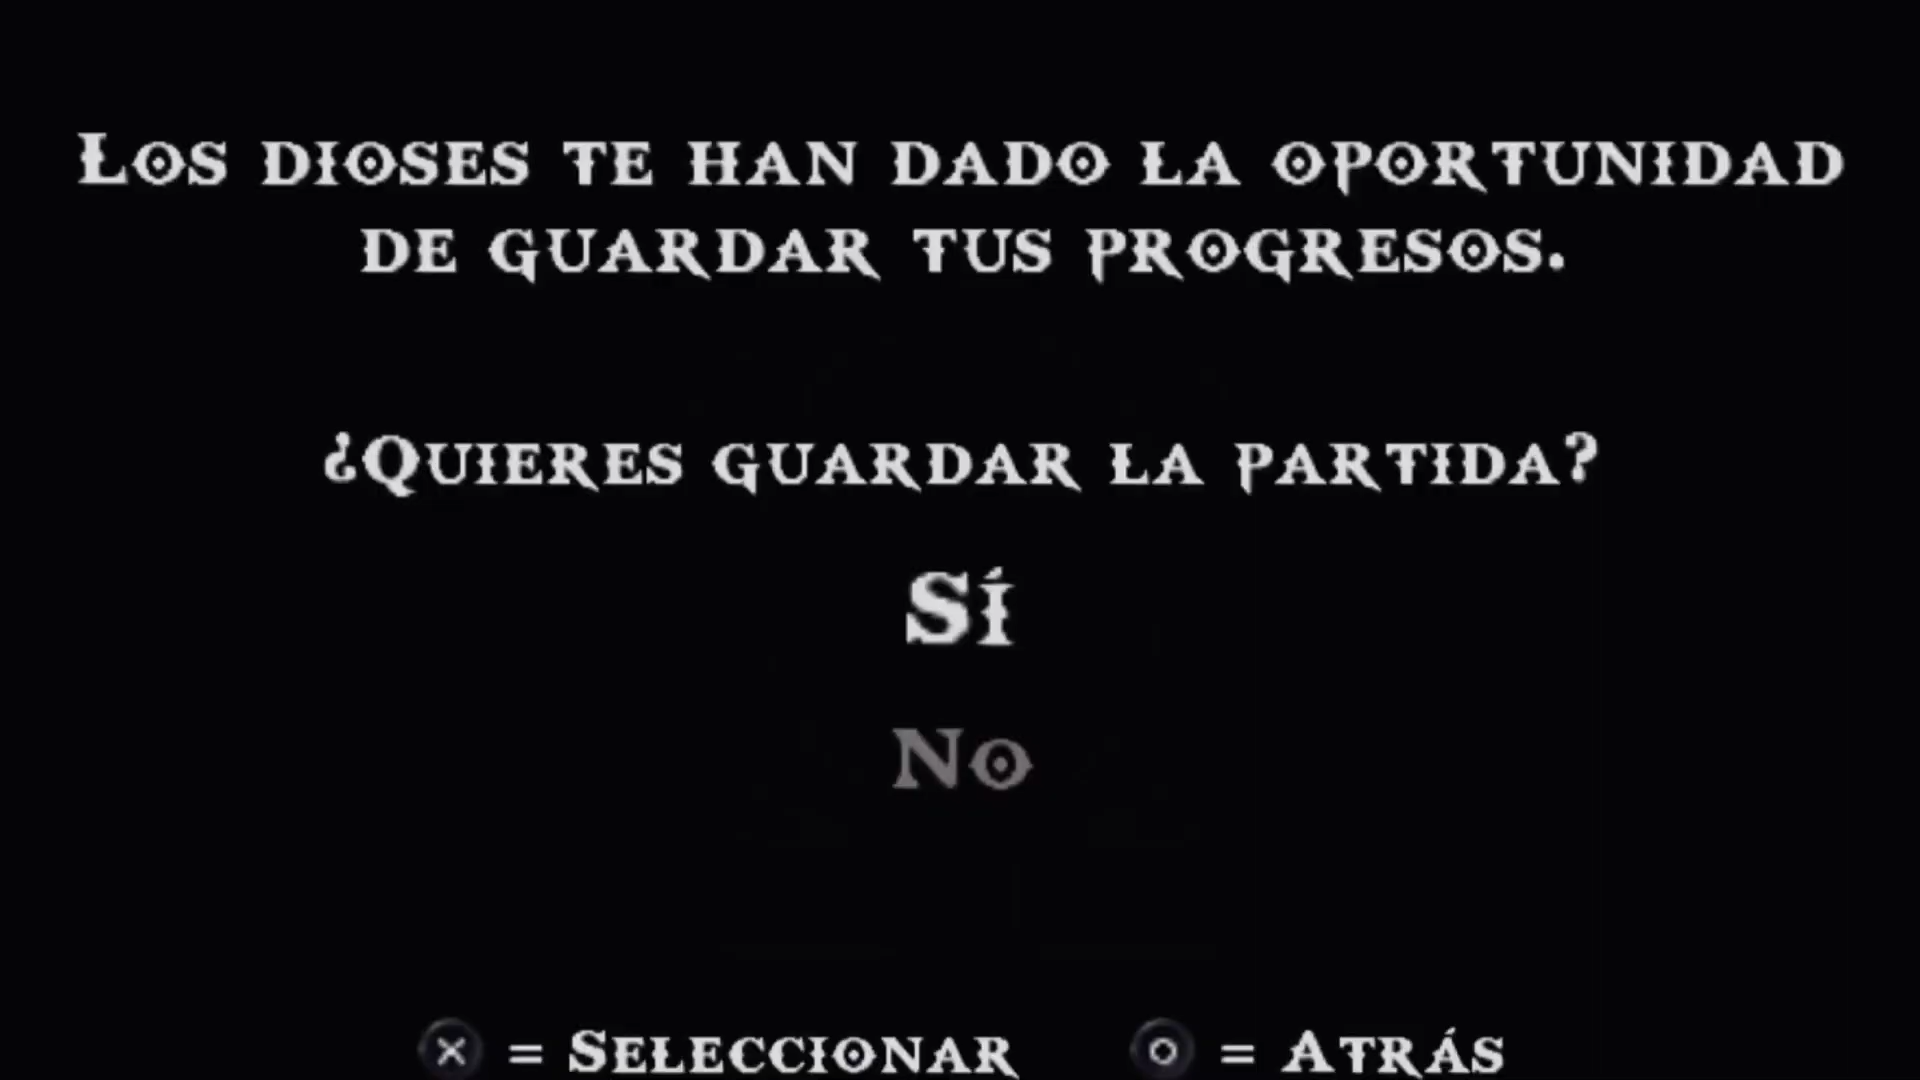 Los dioses te han dado la oportunidad
de guardar tus progresos.
¿Quieres guardar la partida?
Sí
No
X = Seleccionar O = Atrás